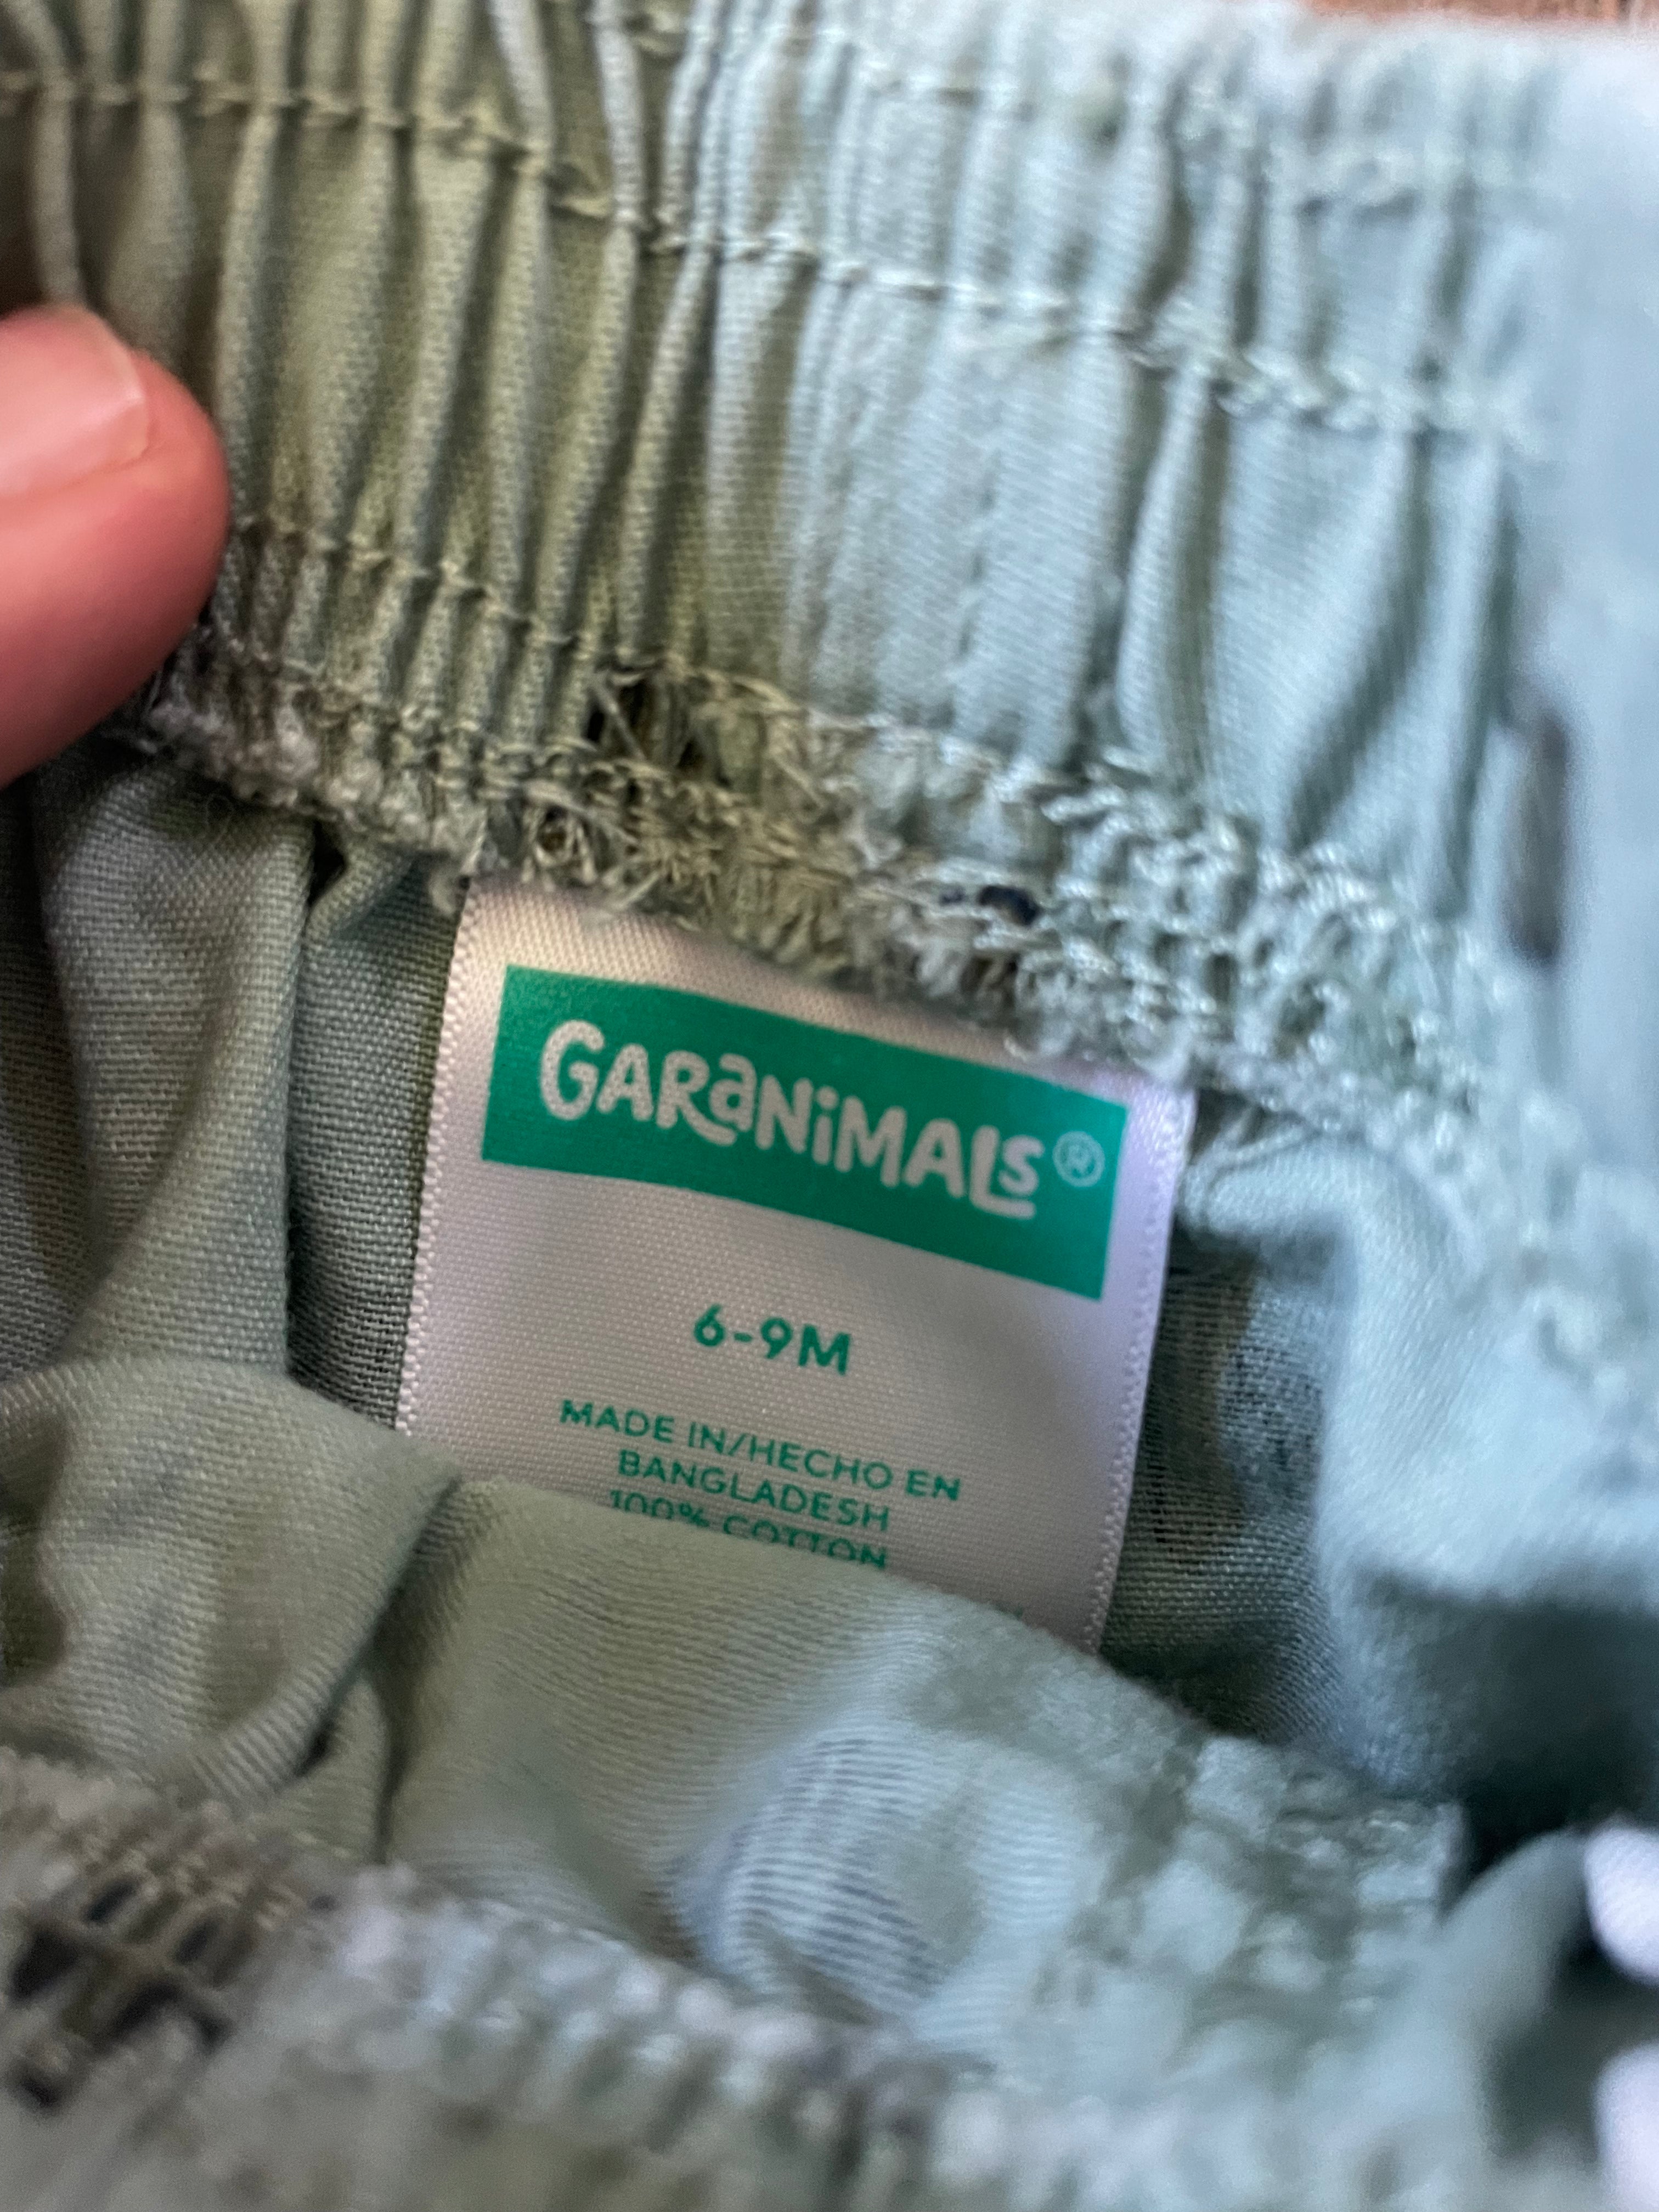 GARANIMALS®
6-9M
MADE IN/HECHO EN
BANGLADESH
100% COTTON